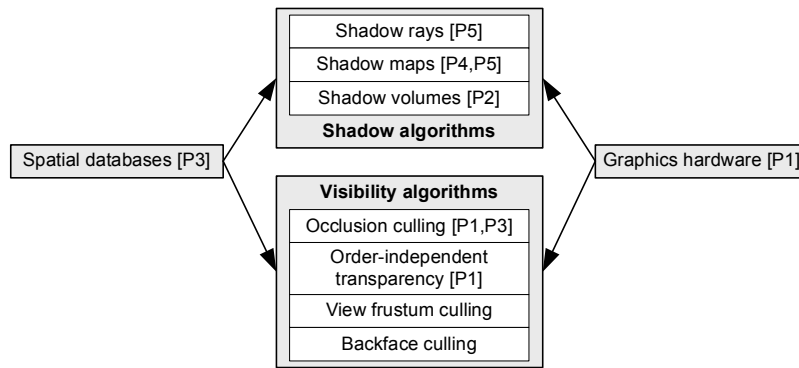 Shadow rays [P5]
Shadow maps [P4,P5]
Shadow volumes [P2]
Shadow algorithms
Spatial databases [P3]
Graphics hardware [P1]
Visibility algorithms
Occlusion culling [P1,P3]
Order-independent
transparency [P1]
View frustum culling
Backface culling